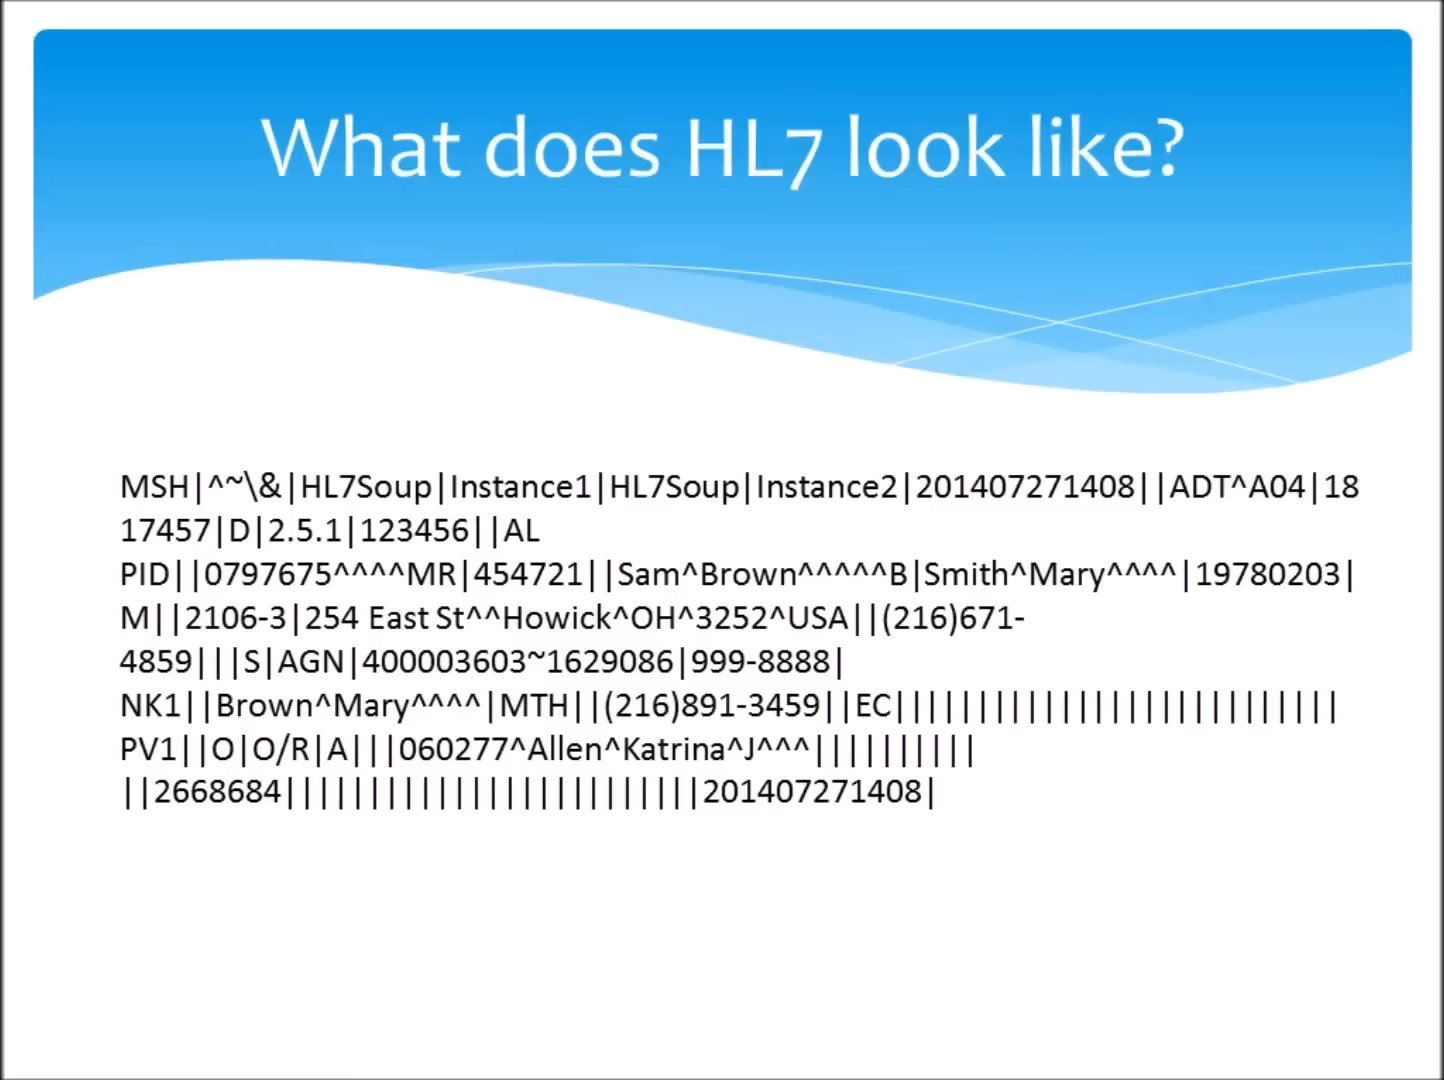 What does HL7 look like?
MSH|^~\&|HL7Soup|Instance1|HL7Soup|Instance2|201407271408||ADT^A04|18
17457|D|2.5.1|123456||AL
PID||0797675^^^^MR|454721||Sam^Brown^^^^^B|Smith^Mary^^^^|19780203|
M||2106-3|254 East St^^Howick^OH^3252^USA||(216)671-
4859|||S|AGN|400003603~1629086|999-8888|
NK1||Brown^Mary^^^^|MTH||(216)891-3459||EC|||||||||||||||||||||||||||
PV1||O|O/R|A|||060277^Allen^Katrina^J^^^||||||||||
||2668684|||||||||||||||||||||||||201407271408|